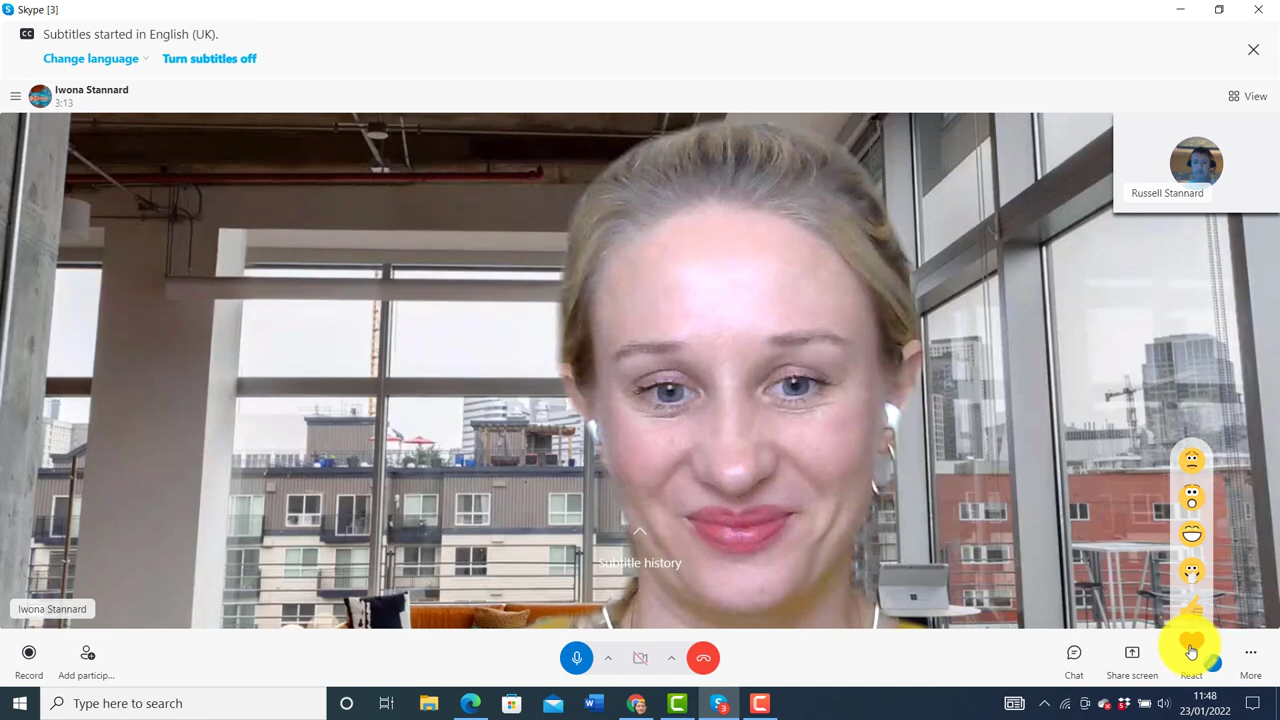 Skype [3]
CC
Subtitles started in English (UK).
Change language
Turn subtitles off
Iwona Stannard
3:13
View
Russell Stannard
Subtitle history
Iwona Stannard
Record
Add particip...
Chat
Share screen
React
More
Type here to search
11:48
23/01/2022